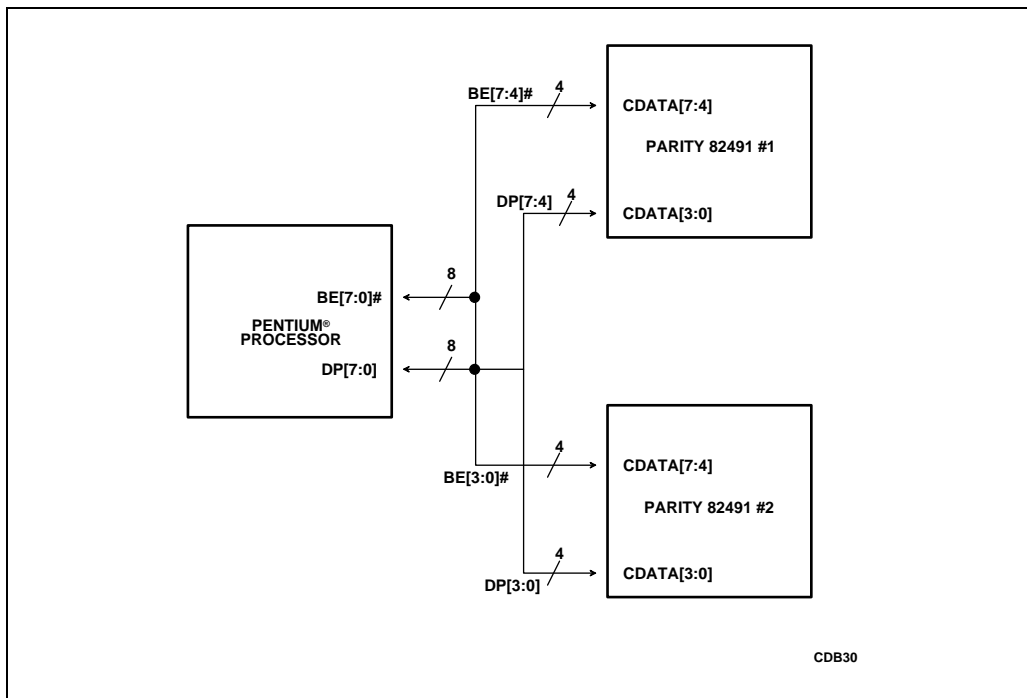 BE[7:4]#
4
CDATA[7:4]
PARITY 82491 #1
DP[7:4]
4
CDATA[3:0]
8
BE[7:0]#
PENTIUM®
PROCESSOR
8
DP[7:0]
4
CDATA[7:4]
BE[3:0]#
PARITY 82491 #2
4
CDATA[3:0]
DP[3:0]
CDB30